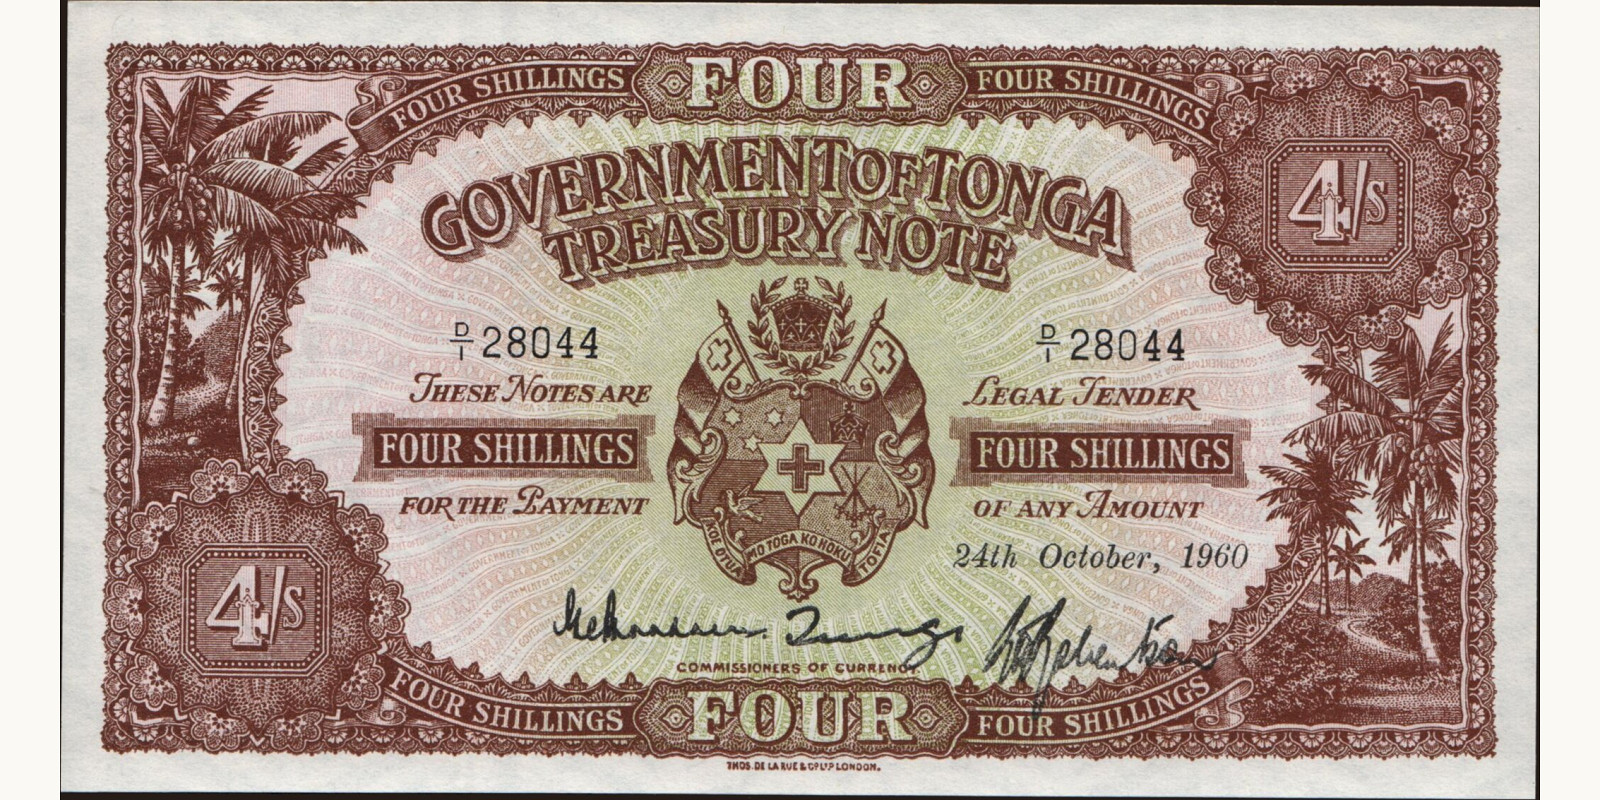 FOUR SHILLINGS FOUR FOUR SHILLINGS
4/s
GOVERNMENT OF TONGA
TREASURY NOTE
D/1 28044 D/1 28044
THESE NOTES ARE LEGAL TENDER
FOUR SHILLINGS FOUR SHILLINGS
FOR THE PAYMENT OF ANY AMOUNT
KOE OTUA MO TOGA KO HOKU TOFIA
24th October, 1960
4/s
COMMISSIONERS OF CURRENCY.
FOUR SHILLINGS FOUR FOUR SHILLINGS
THOS. DE LA RUE & CO. LTD. LONDON.